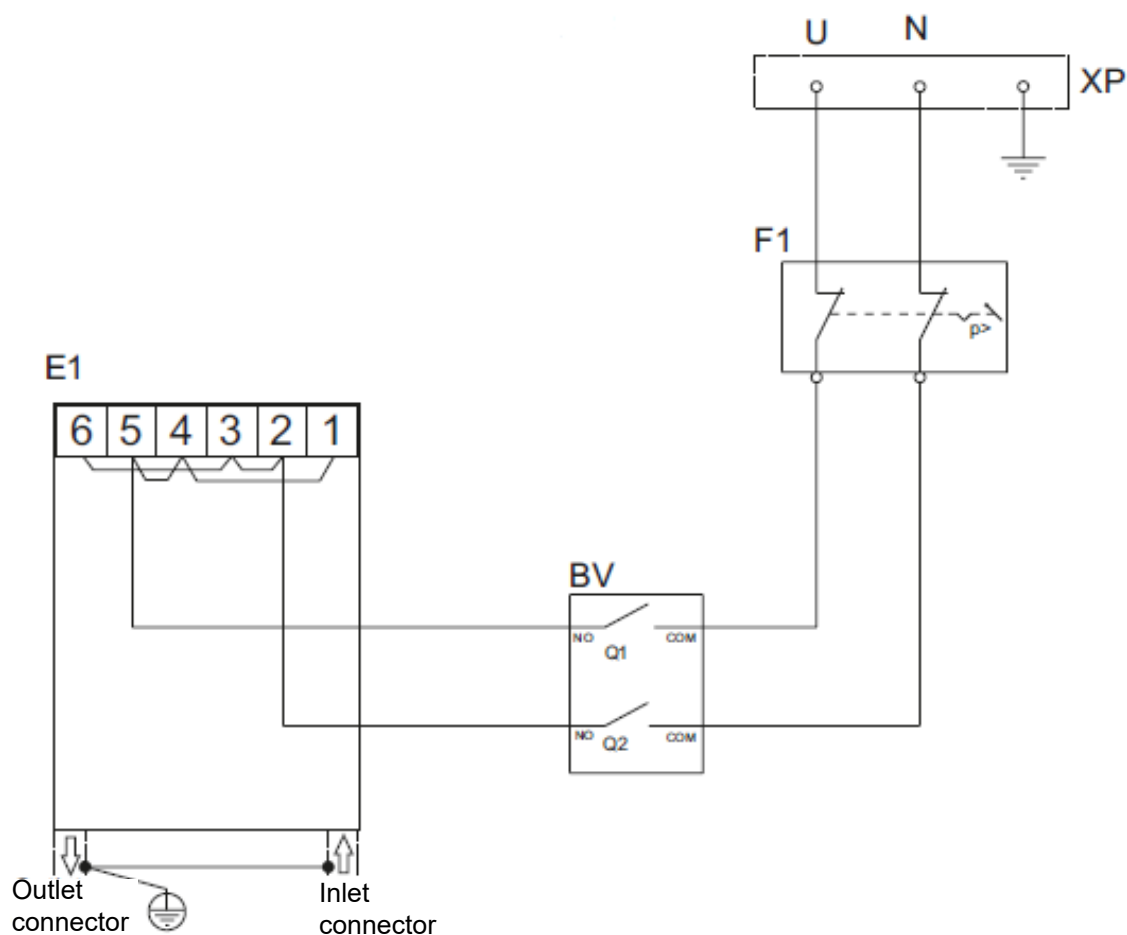 U N
XP
F1
p>
E1
6 5 4 3 2 1
BV
NO Q1 COM
NO Q2 COM
Outlet
connector
Inlet
connector